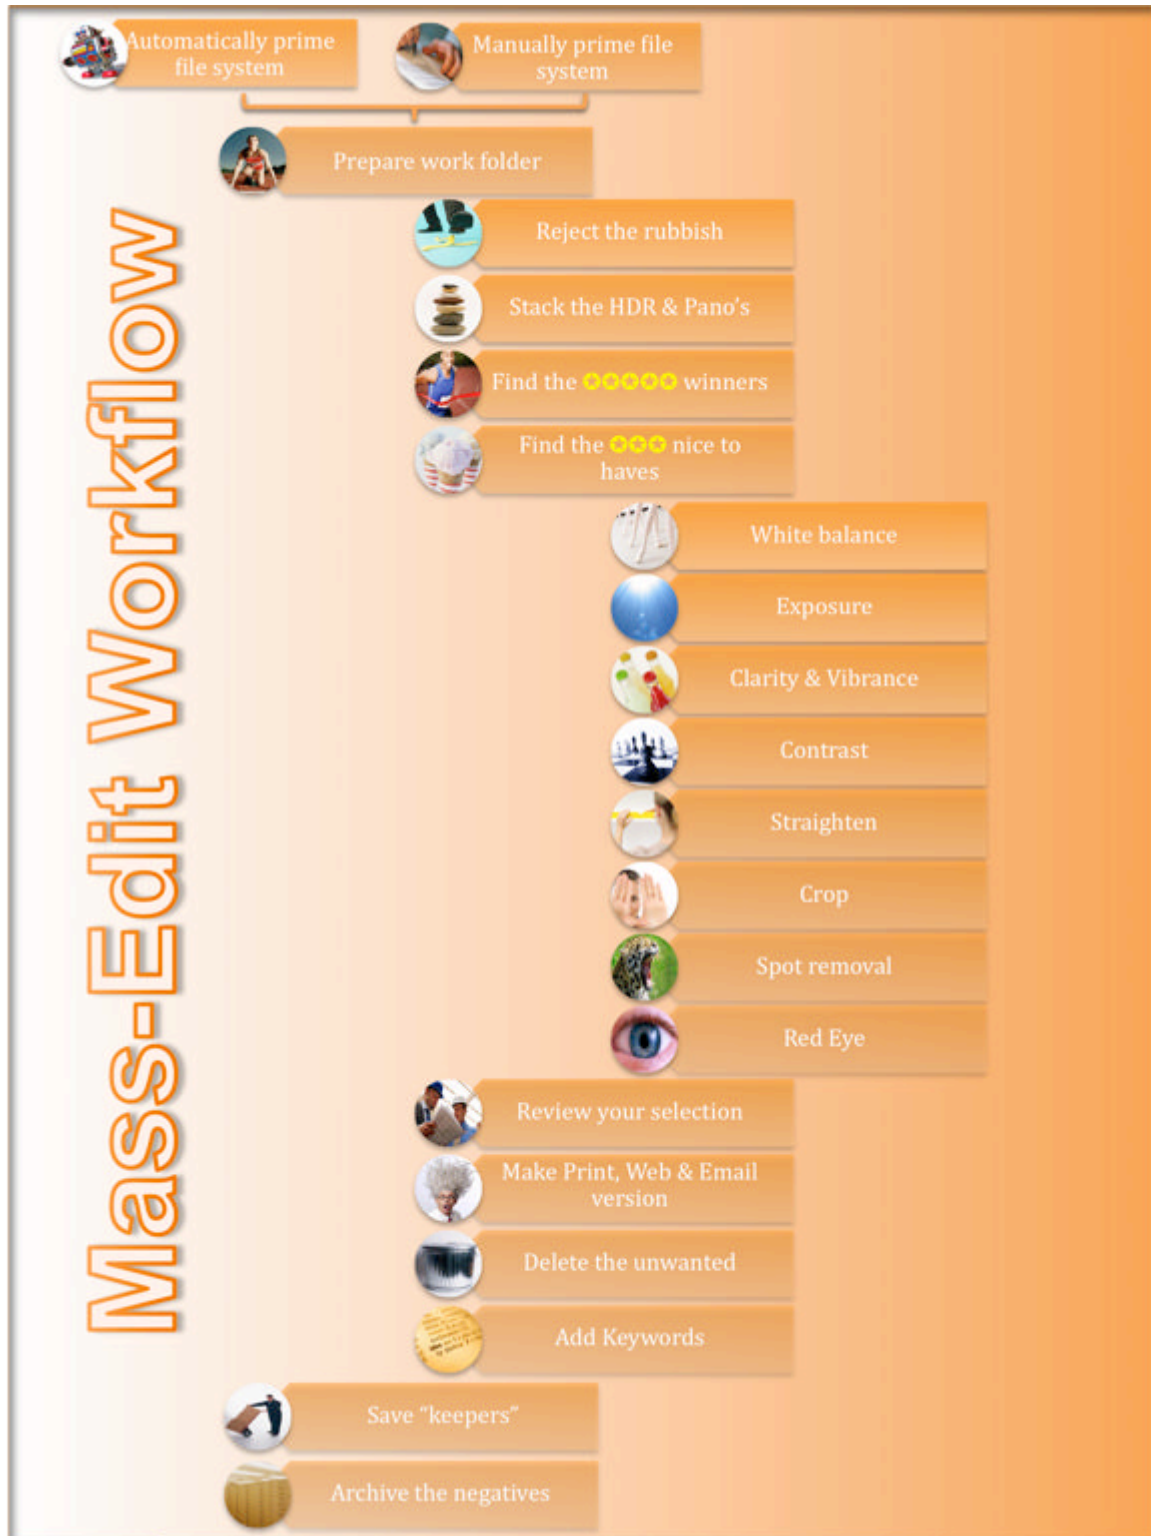 Automatically prime
file system
Manually prime file
system
Prepare work folder
Mass-Edit Workflow
Reject the rubbish
Stack the HDR & Pano's
Find the ✪✪✪✪✪ winners
Find the ✪✪✪ nice to
haves
White balance
Exposure
Clarity & Vibrance
Contrast
Straighten
Crop
Spot removal
Red Eye
Review your selection
Make Print, Web & Email
version
Delete the unwanted
Add Keywords
Save “keepers”
Archive the negatives